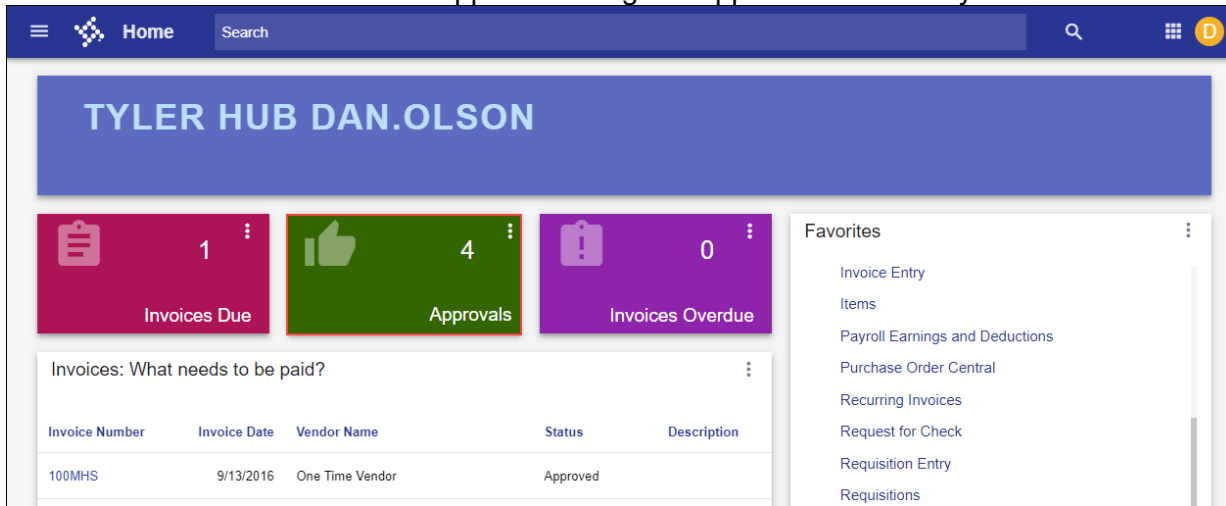 Home
Search
D
TYLER HUB DAN.OLSON
1
Invoices Due
4
Approvals
0
Invoices Overdue
Invoices: What needs to be paid?
Invoice Number Invoice Date Vendor Name Status Description
100MHS 9/13/2016 One Time Vendor Approved
Favorites
Invoice Entry
Items
Payroll Earnings and Deductions
Purchase Order Central
Recurring Invoices
Request for Check
Requisition Entry
Requisitions